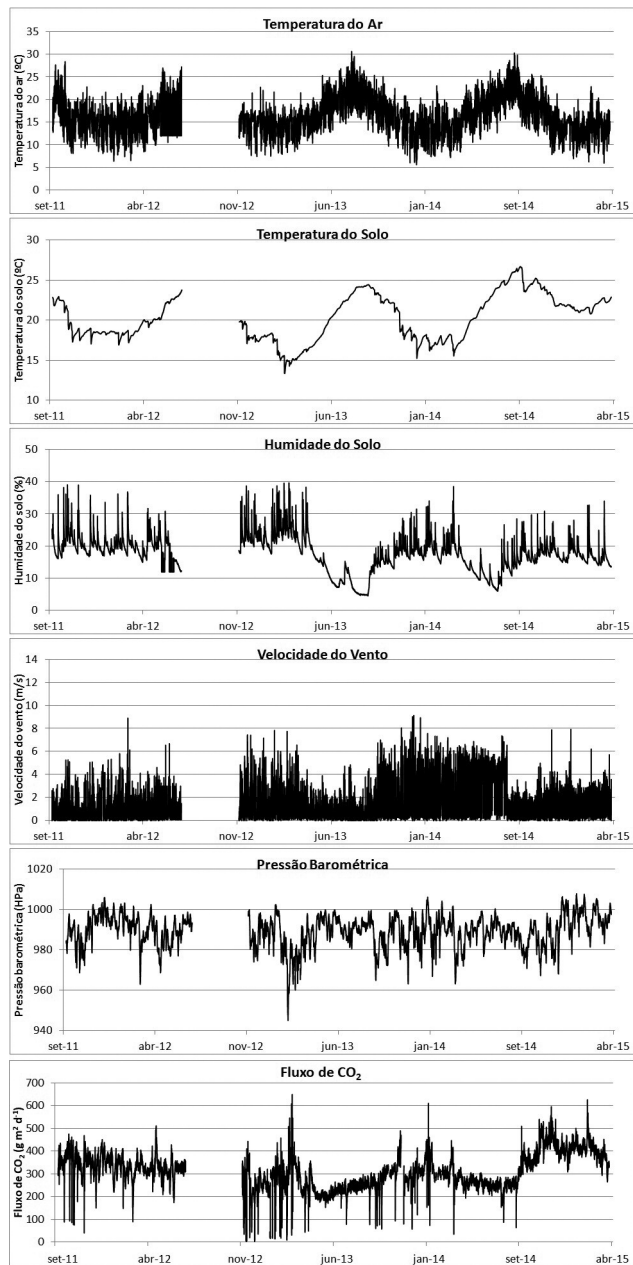 Temperatura do Ar
Temperatura do ar (ºC)
35
30
25
20
15
10
5
0
set-11 abr-12 nov-12 jun-13 jan-14 set-14 abr-15
Temperatura do Solo
Temperatura do solo (ºC)
30
25
20
15
10
set-11 abr-12 nov-12 jun-13 jan-14 set-14 abr-15
Humidade do Solo
Humidade do solo (%)
50
40
30
20
10
0
set-11 abr-12 nov-12 jun-13 jan-14 set-14 abr-15
Velocidade do Vento
Velocidade do vento (m/s)
14
12
10
8
6
4
2
0
set-11 abr-12 nov-12 jun-13 jan-14 set-14 abr-15
Pressão Barométrica
Pressão barométrica (HPa)
1020
1000
980
960
940
set-11 abr-12 nov-12 jun-13 jan-14 set-14 abr-15
Fluxo de CO₂
Fluxo de CO₂ (g m² d⁻¹)
700
600
500
400
300
200
100
0
set-11 abr-12 nov-12 jun-13 jan-14 set-14 abr-15